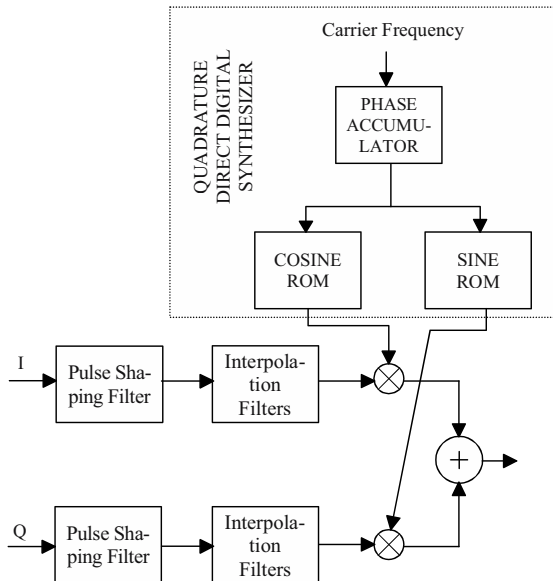 Carrier Frequency
QUADRATURE
DIRECT DIGITAL
SYNTHESIZER
PHASE
ACCUMU-
LATOR
COSINE
ROM
SINE
ROM
I
Pulse Sha-
ping Filter
Interpola-
tion
Filters
+
Q
Pulse Sha-
ping Filter
Interpola-
tion
Filters